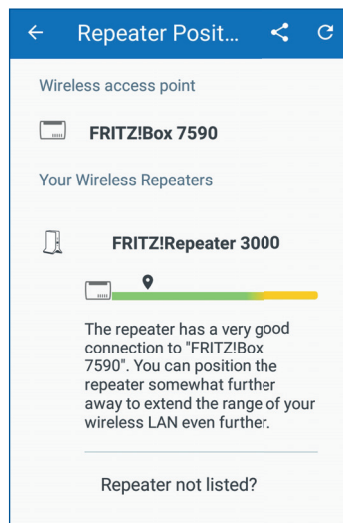 Repeater Posit...
Wireless access point
FRITZ!Box 7590
Your Wireless Repeaters
FRITZ!Repeater 3000
The repeater has a very good
connection to "FRITZ!Box
7590". You can position the
repeater somewhat further
away to extend the range of your
wireless LAN even further.
Repeater not listed?